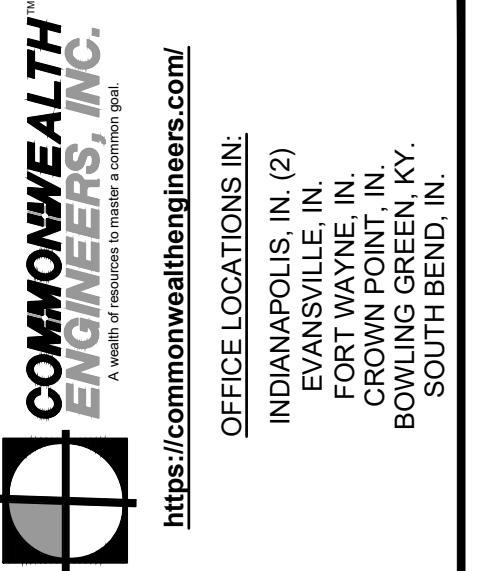 COMMONWEALTH™
ENGINEERS, INC.
A wealth of resources to master a common goal.
https://commonwealthengineers.com/
OFFICE LOCATIONS IN:
INDIANAPOLIS, IN. (2)
EVANSVILLE, IN.
FORT WAYNE, IN.
CROWN POINT, IN.
BOWLING GREEN, KY.
SOUTH BEND, IN.